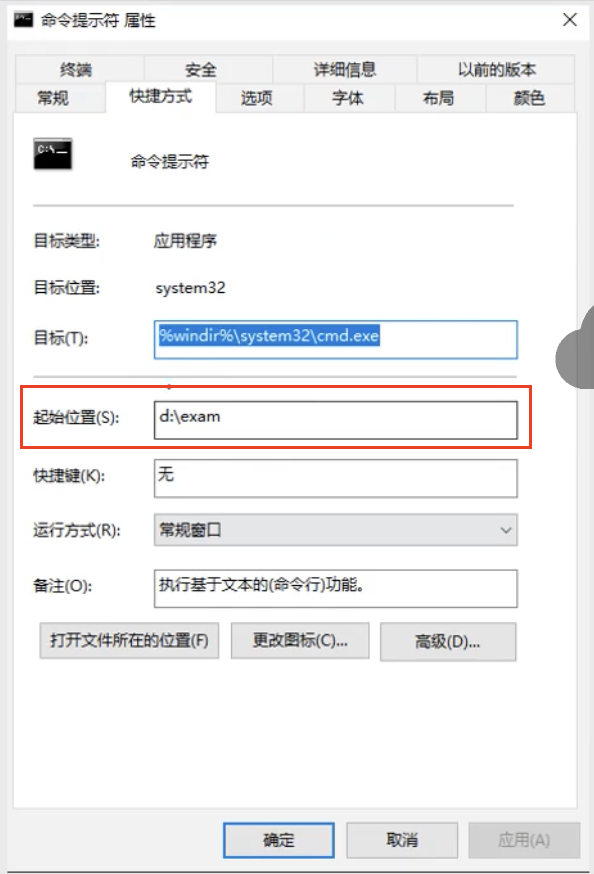 命令提示符 属性
终端 安全 详细信息 以前的版本
常规 快捷方式 选项 字体 布局 颜色
C:\
命令提示符
目标类型: 应用程序
目标位置: system32
目标(T): %windir%\system32\cmd.exe
起始位置(S): d:\exam
快捷键(K): 无
运行方式(R): 常规窗口
备注(O): 执行基于文本的(命令行)功能。
打开文件所在的位置(F) 更改图标(C)... 高级(D)...
确定 取消 应用(A)